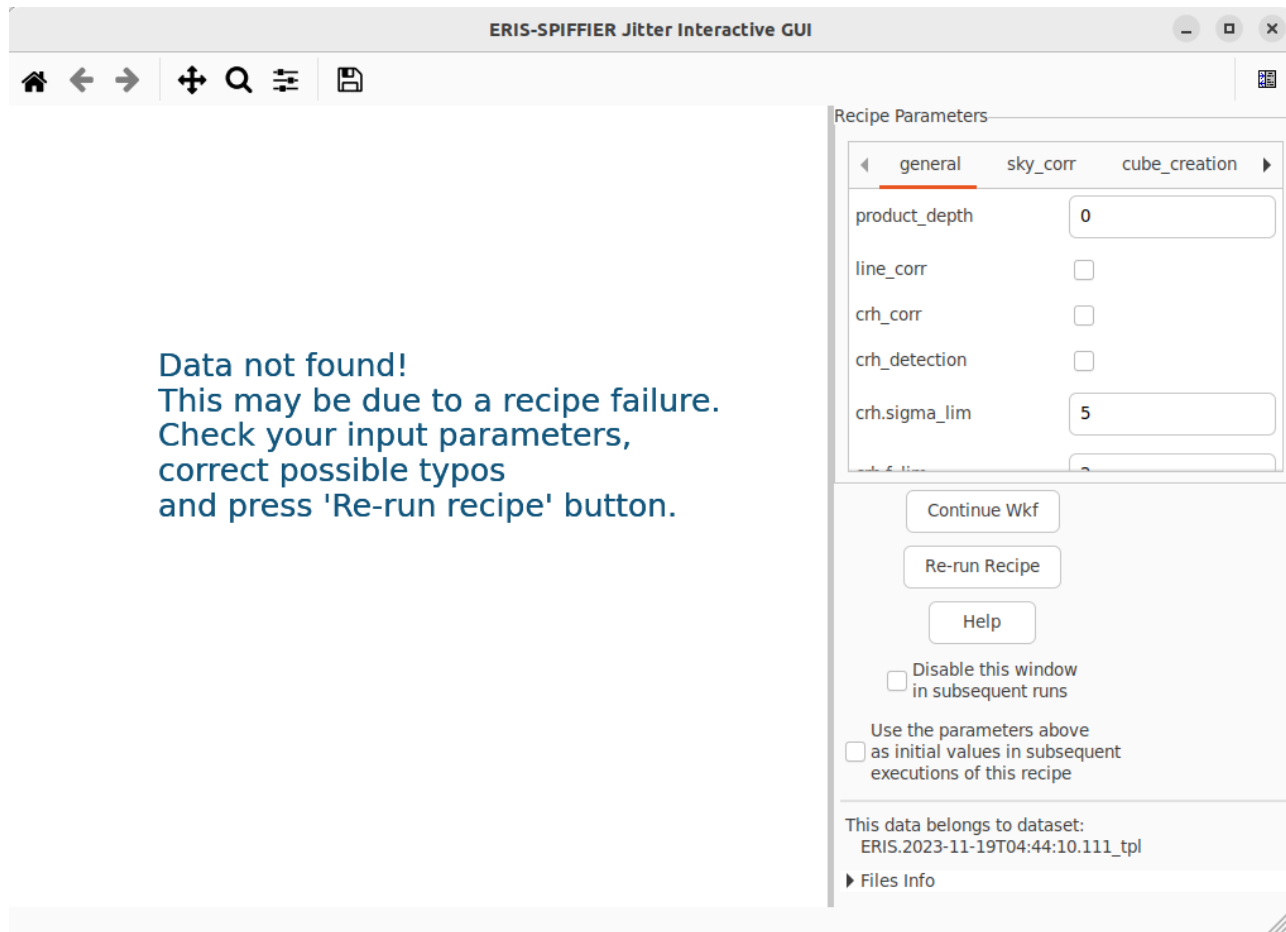 ERIS-SPIFFIER Jitter Interactive GUI
Data not found!
This may be due to a recipe failure.
Check your input parameters,
correct possible typos
and press 'Re-run recipe' button.
Recipe Parameters
general sky_corr cube_creation
product_depth 0
line_corr
crh_corr
crh_detection
crh.sigma_lim 5
Continue Wkf
Re-run Recipe
Help
Disable this window
in subsequent runs
Use the parameters above
as initial values in subsequent
executions of this recipe
This data belongs to dataset:
ERIS.2023-11-19T04:44:10.111_tpl
Files Info